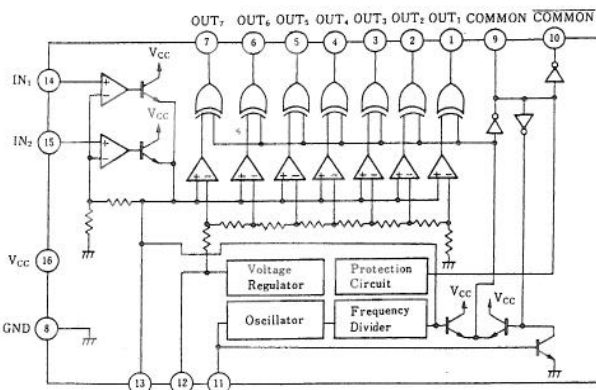 OUT7 OUT6 OUT5 OUT4 OUT3 OUT2 OUT1 COMMON COMMON
7 6 5 4 3 2 1 9 10
VCC
IN1 14
VCC
IN2 15
+ -
+ -
+ - + - + - + - + - + - + -
VCC 16
Voltage Regulator
Protection Circuit
VCC VCC
GND 8
Oscillator
Frequency Divider
13 12 11